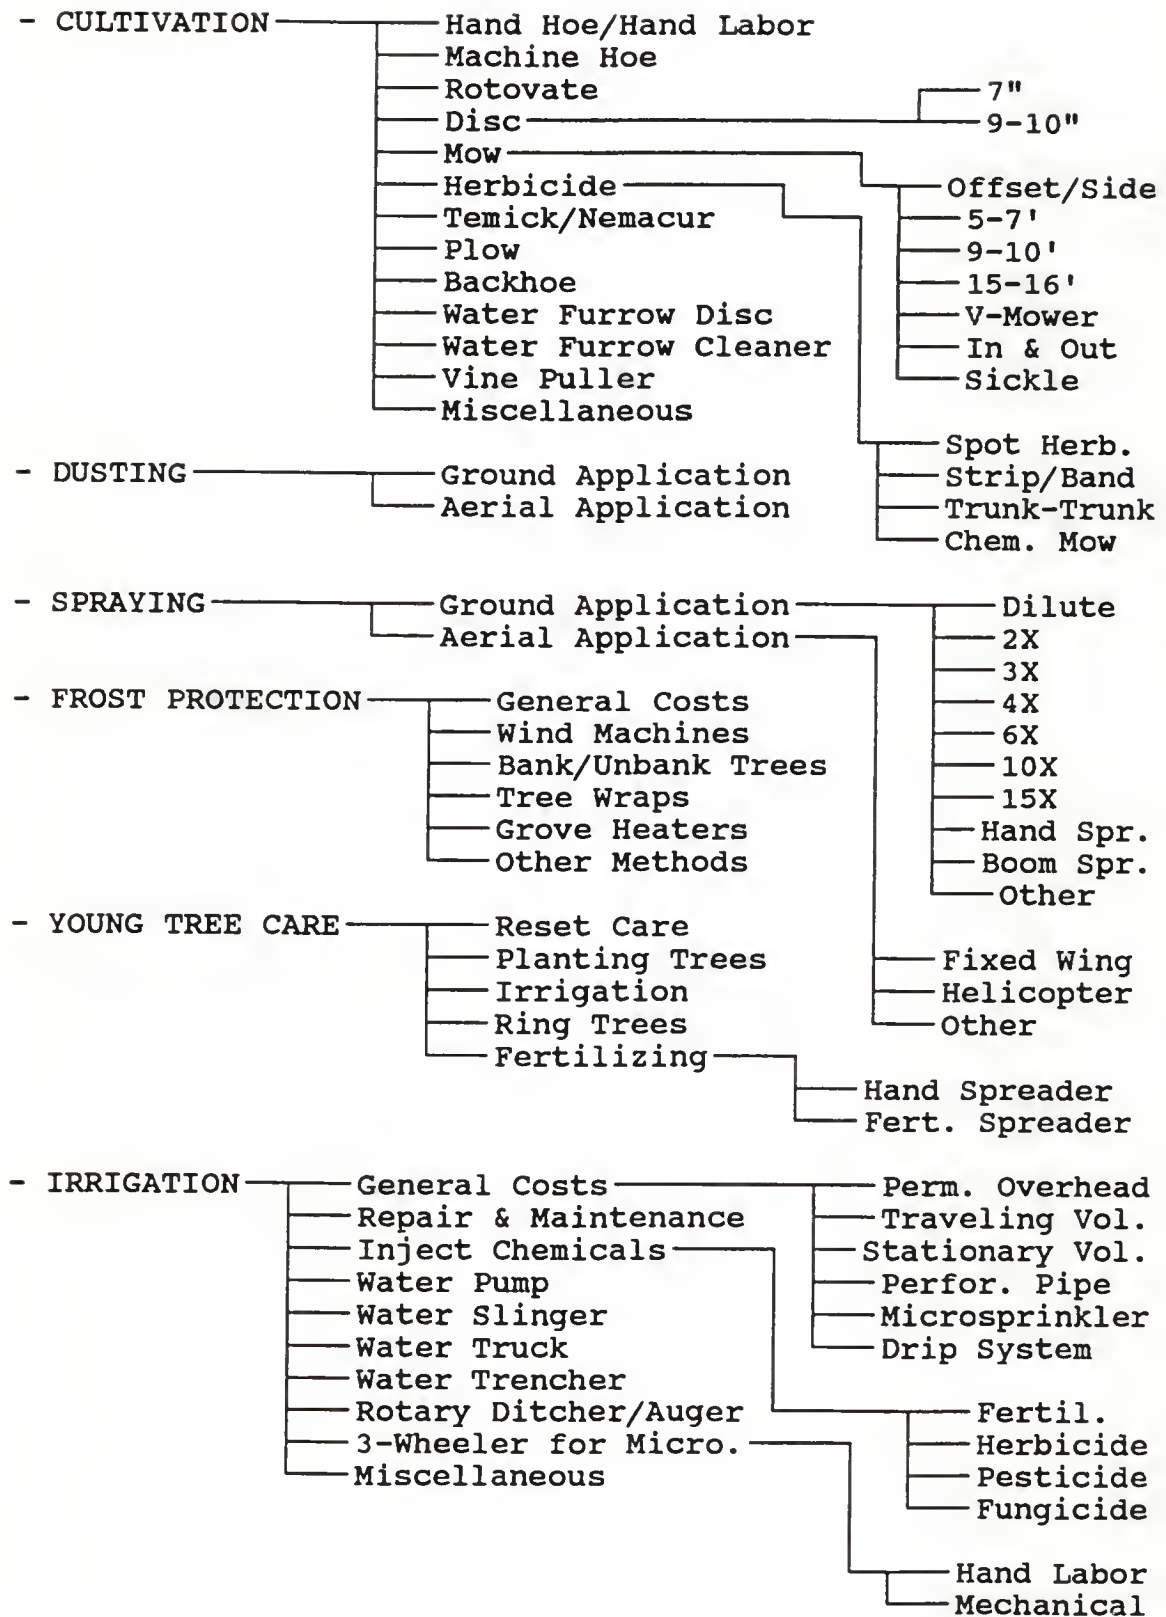 - CULTIVATION
Hand Hoe/Hand Labor
Machine Hoe
Rotovate
Disc
7"
9-10"
Mow
Offset/Side
5-7'
9-10'
15-16'
V-Mower
In & Out
Sickle
Herbicide
Spot Herb.
Strip/Band
Trunk-Trunk
Chem. Mow
Temick/Nemacur
Plow
Backhoe
Water Furrow Disc
Water Furrow Cleaner
Vine Puller
Miscellaneous
- DUSTING
Ground Application
Aerial Application
- SPRAYING
Ground Application
Dilute
2X
3X
4X
6X
10X
15X
Hand Spr.
Boom Spr.
Other
Aerial Application
Fixed Wing
Helicopter
Other
- FROST PROTECTION
General Costs
Wind Machines
Bank/Unbank Trees
Tree Wraps
Grove Heaters
Other Methods
- YOUNG TREE CARE
Reset Care
Planting Trees
Irrigation
Ring Trees
Fertilizing
Hand Spreader
Fert. Spreader
- IRRIGATION
General Costs
Perm. Overhead
Traveling Vol.
Stationary Vol.
Perfor. Pipe
Microsprinkler
Drip System
Repair & Maintenance
Inject Chemicals
Fertil.
Herbicide
Pesticide
Fungicide
Water Pump
Water Slinger
Water Truck
Water Trencher
Rotary Ditcher/Auger
3-Wheeler for Micro.
Hand Labor
Mechanical
Miscellaneous